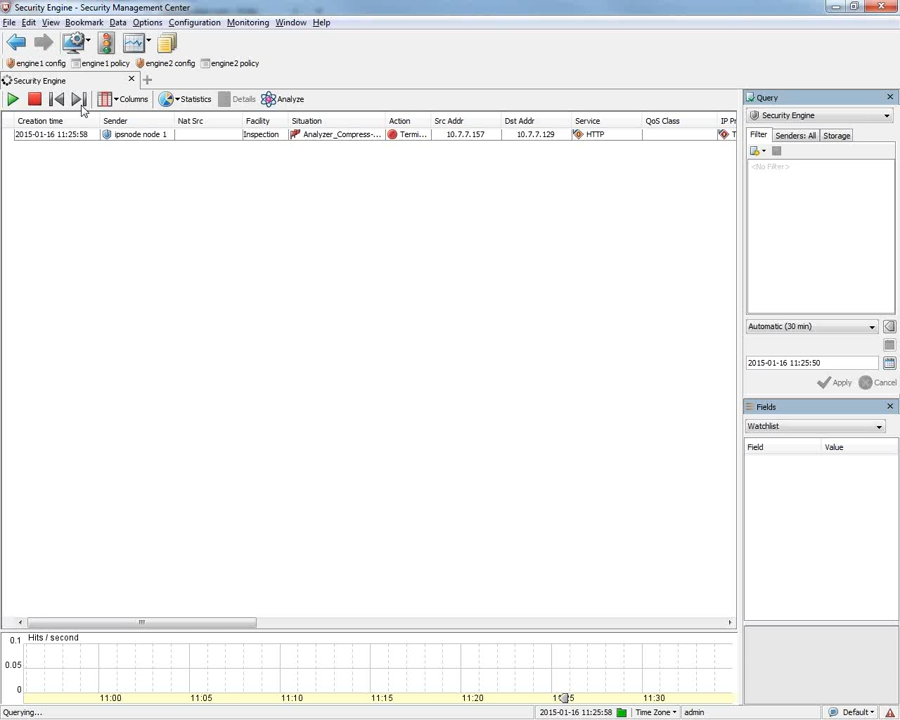 Security Engine - Security Management Center
File Edit View Bookmark Data Options Configuration Monitoring Window Help
engine1 config engine1 policy engine2 config engine2 policy
Security Engine
Columns Statistics Details Analyze
Creation time Sender Nat Src Facility Situation Action Src Addr Dst Addr Service QoS Class IP Pr
2015-01-16 11:25:58 ipsnode node 1 Inspection Analyzer_Compress-... Termi... 10.7.7.157 10.7.7.129 HTTP T
Query
Security Engine
Filter Senders: All Storage
<No Filter>
Automatic (30 min)
2015-01-16 11:25:50
Apply Cancel
Fields
Watchlist
Field Value
Hits / second
0.1
0.05
0
11:00 11:05 11:10 11:15 11:20 11:25 11:30
Querying... 2015-01-16 11:25:58 Time Zone admin Default